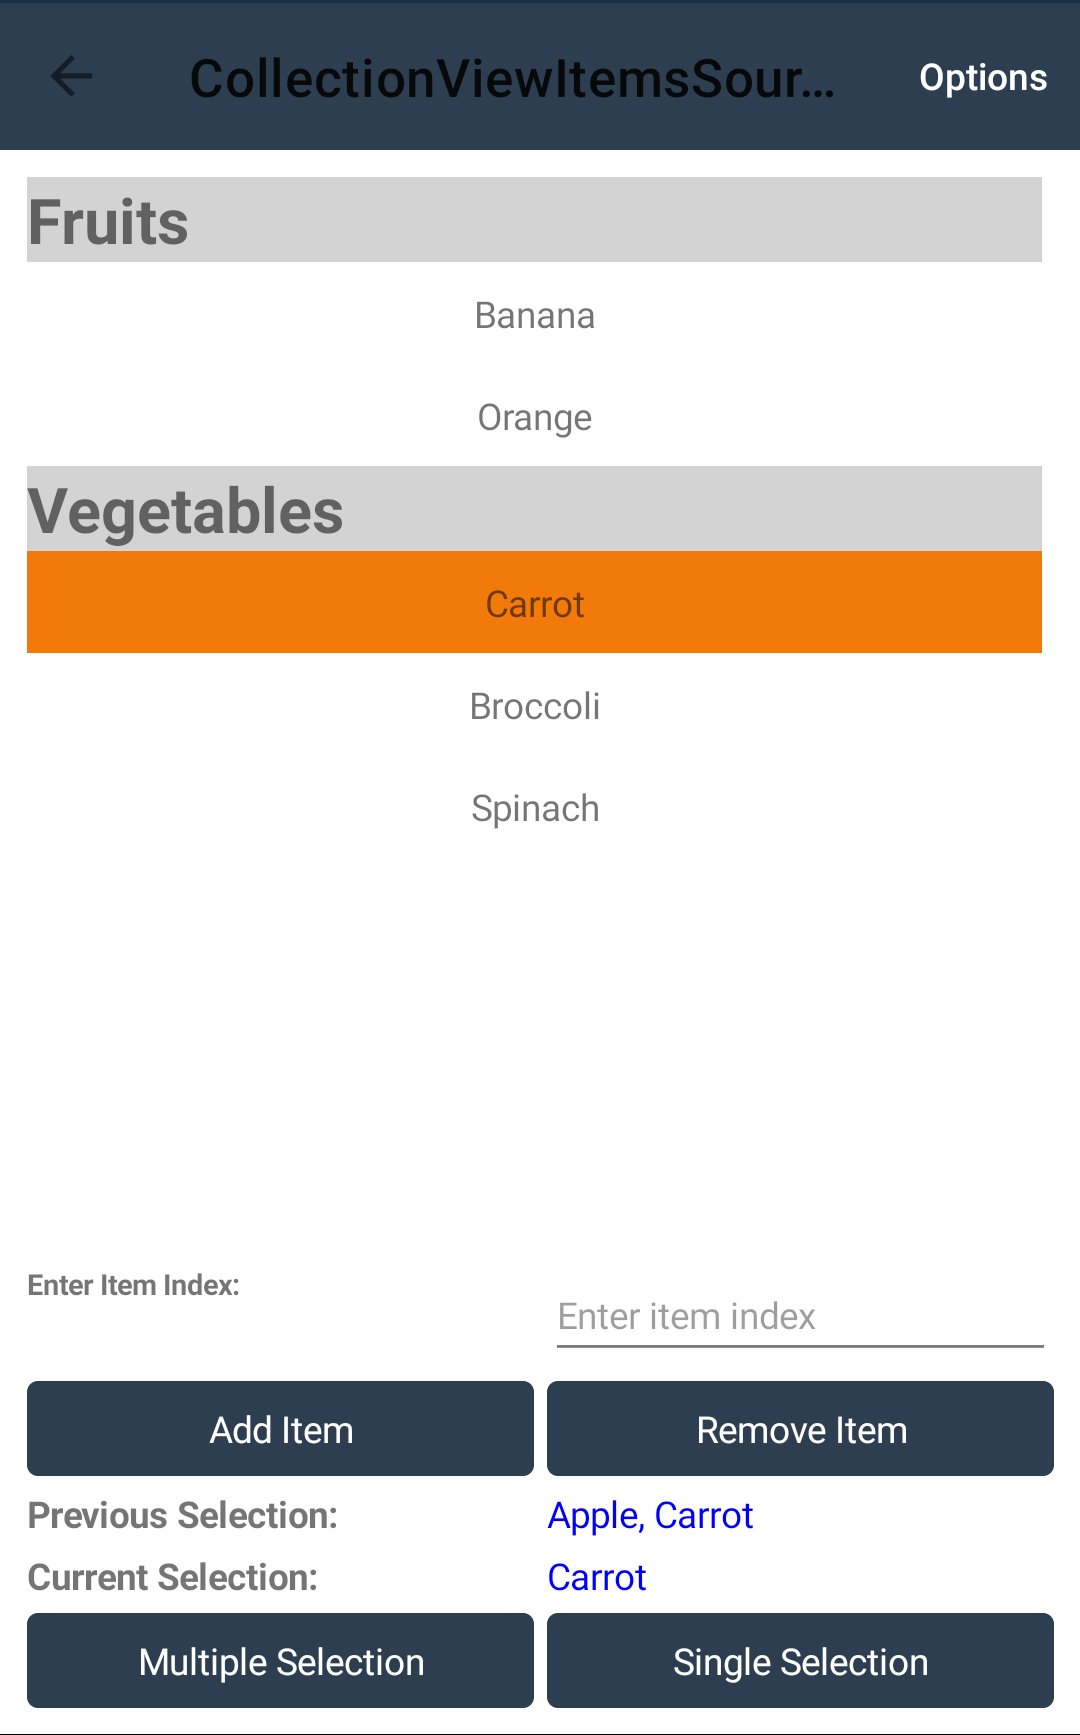 CollectionViewItemsSour...
Options
Fruits
Banana
Orange
Vegetables
Carrot
Broccoli
Spinach
Enter Item Index:
Enter item index
Add Item
Remove Item
Previous Selection:
Apple, Carrot
Current Selection:
Carrot
Multiple Selection
Single Selection